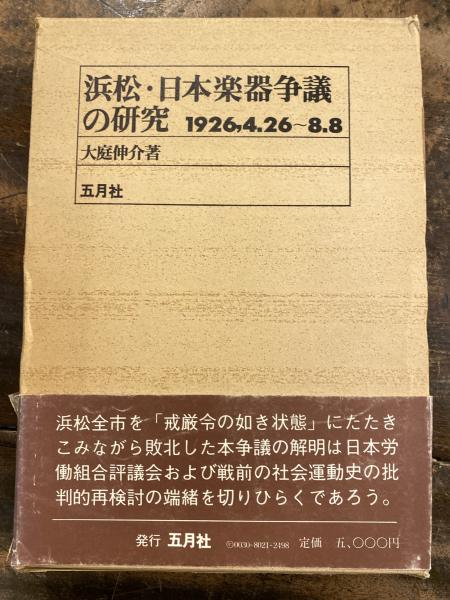 浜松・日本楽器争議
の研究 1926,4.26~8.8
大庭伸介著
五月社
浜松全市を「戒厳令の如き状態」にたたき
こみながら敗北した本争議の解明は日本労
働組合評議会および戦前の社会運動史の批
判的再検討の端緒を切りひらくであろう。
発行 五月社 ©0030-8021-2498 定価 五、〇〇〇円